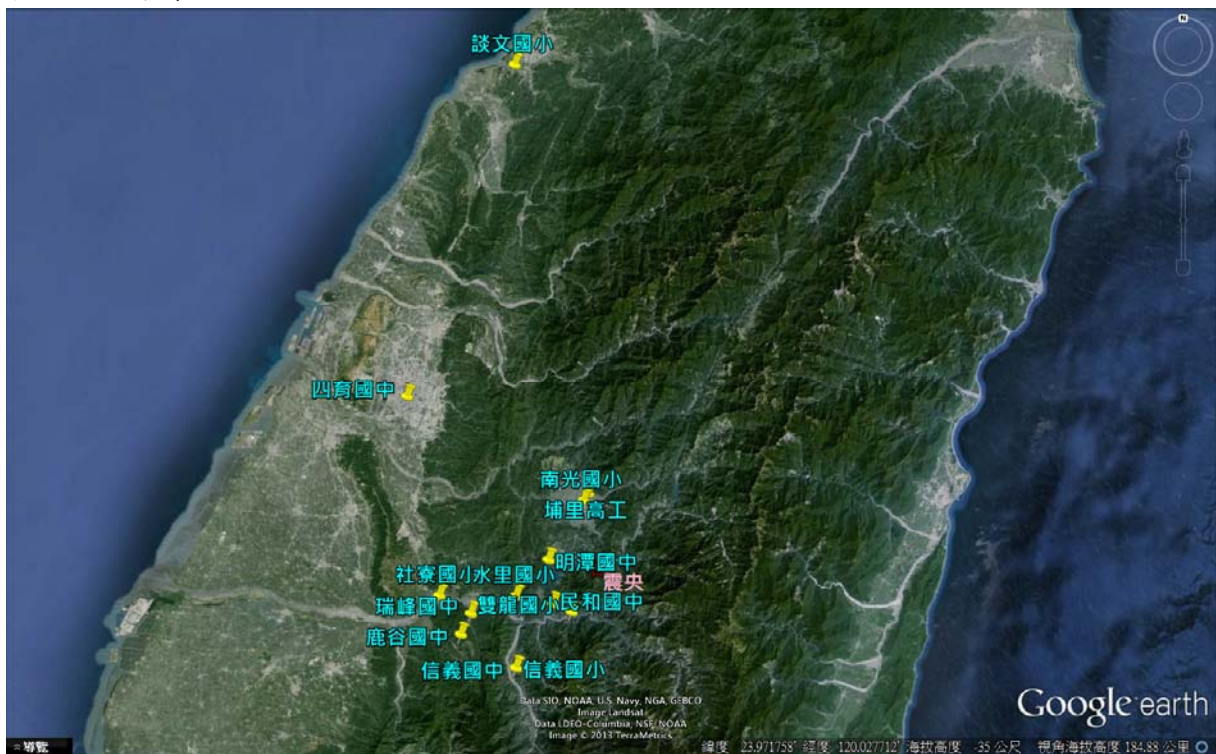 N
談文國小
四育國中
南光國小
埔里高工
明潭國中
社寮國小 水里國小
震央
瑞峰國中 雙龍國小 民和國中
鹿谷國中
信義國中 信義國小
Data SIO, NOAA, U.S. Navy, NGA, GEBCO
Image Landsat
Data LDEO-Columbia, NSF, NOAA
Image © 2013 TerraMetrics
Google earth
導覽
緯度 23.971758° 經度 120.027712° 海拔高度 -35 公尺 視角海拔高度 184.88 公里